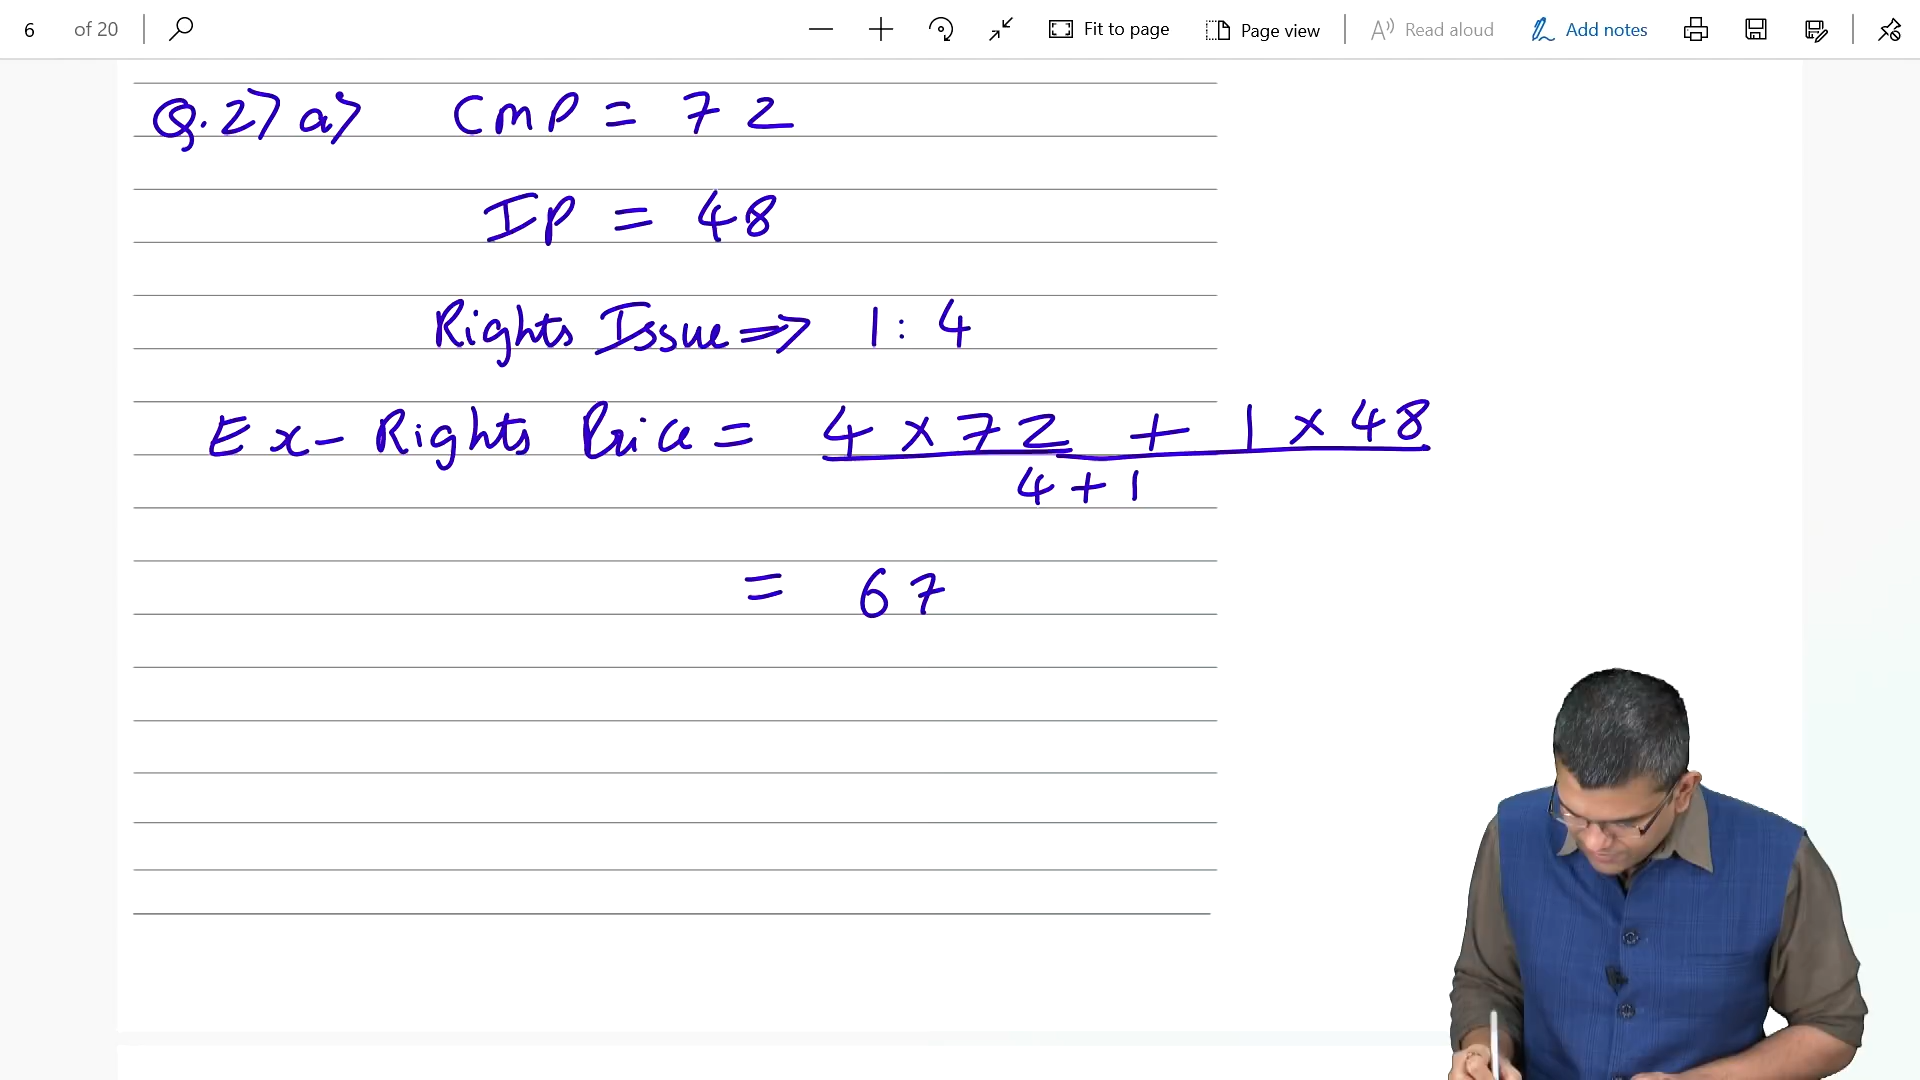 6 of 20 Fit to page Page view Read aloud Add notes
Q.2) a) CMP = 72
IP = 48
Rights Issue ⇒ 1 : 4
Ex-Rights Price = 4 × 72 + 1 × 48
4 + 1
= 67